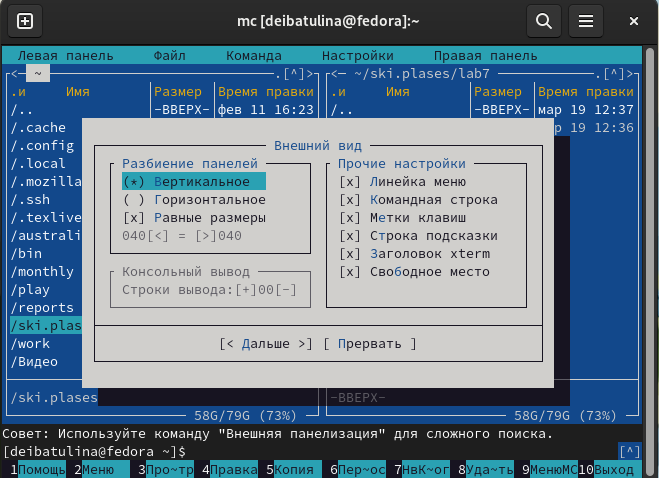 mc [deibatulina@fedora]:~
Левая панель Файл Команда Настройки Правая панель
<─ ~ .[^]> <─ ~/ski.plases/lab7 .[^]>
.и Имя Размер Время правки .и Имя Размер Время правки
/.. -ВВЕРХ- фев 11 16:23 /.. -ВВЕРХ- мар 19 12:37
/.cache р 19 12:36
/.config Внешний вид
/.local Разбиение панелей Прочие настройки
/.mozilla (*) Вертикальное [x] Линейка меню
/.ssh ( ) Горизонтальное [x] Командная строка
/.texlive [x] Равные размеры [x] Метки клавиш
/australi 040[<] = [>]040 [x] Строка подсказки
/bin [x] Заголовок xterm
/monthly Консольный вывод [x] Свободное место
/play Строки вывода:[+]00[-]
/reports
/ski.plas
/work [< Дальше >] [ Прервать ]
/Видео
/ski.plases -ВВЕРХ-
58G/79G (73%) 58G/79G (73%)
Совет: Используйте команду "Внешняя панелизация" для сложного поиска.
[deibatulina@fedora ~]$ [^]
1Помощь 2Меню 3Про~тр 4Правка 5Копия 6Пер~ос 7НвК~ог 8Уда~ть 9МенюМС 10Выход